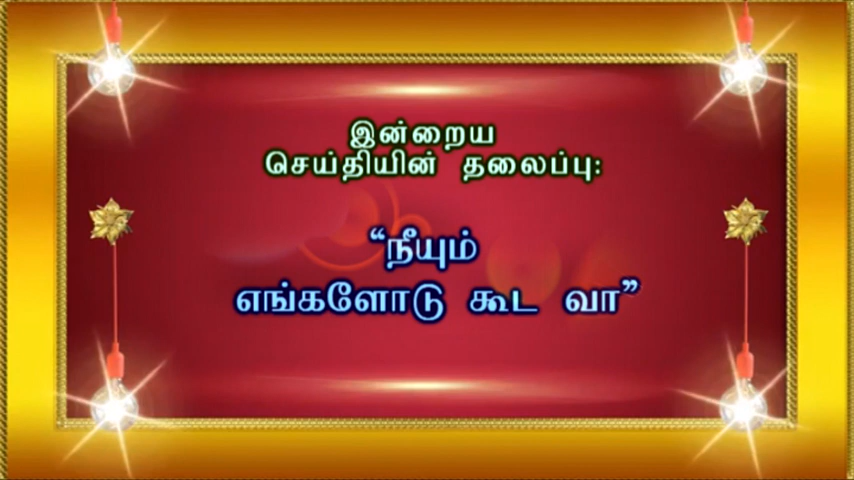 இன்றைய
செய்தியின் தலைப்பு:
“நீயும்
எங்களோடு கூட வா”